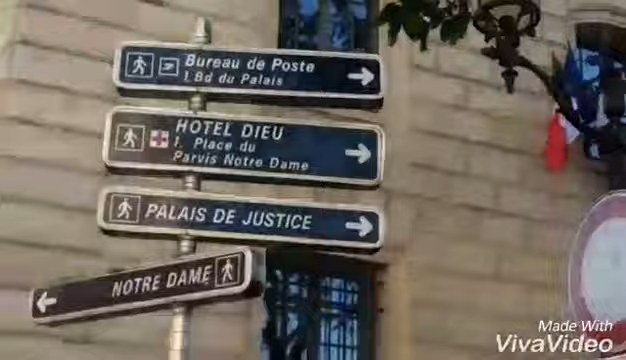 Bureau de Poste
1.Bd du Palais
HOTEL DIEU
1. Place du
Parvis Notre Dame
PALAIS DE JUSTICE
NOTRE DAME
Made With
VivaVideo